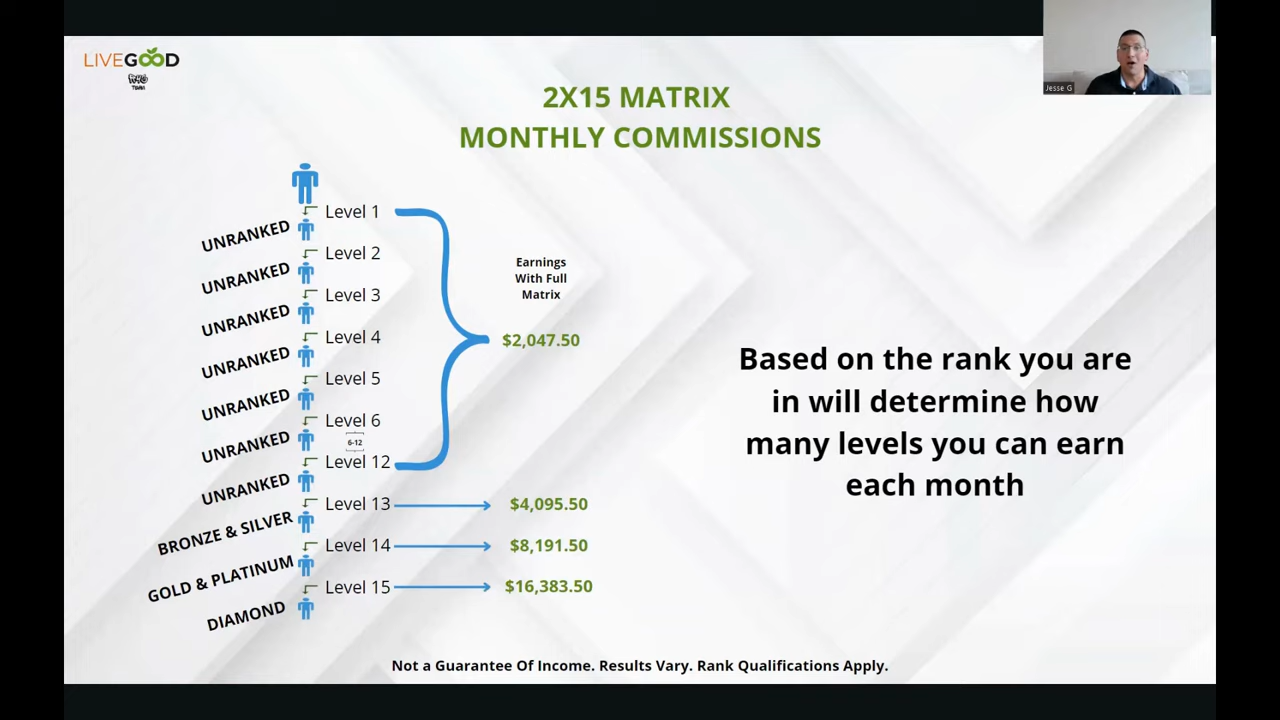 LIVEGOOD
TEAM
Jesse G
2X15 MATRIX
MONTHLY COMMISSIONS
Level 1
UNRANKED
Level 2
UNRANKED
Level 3
UNRANKED
Level 4
UNRANKED
Level 5
UNRANKED
Level 6
UNRANKED
6-12
Level 12
UNRANKED
Level 13
BRONZE & SILVER
Level 14
GOLD & PLATINUM
Level 15
DIAMOND
Earnings
With Full
Matrix
$2,047.50
$4,095.50
$8,191.50
$16,383.50
Based on the rank you are
in will determine how
many levels you can earn
each month
Not a Guarantee Of Income. Results Vary. Rank Qualifications Apply.